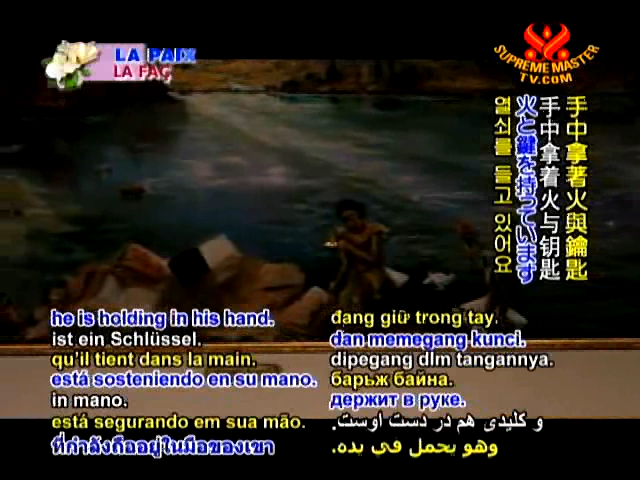 LA PAIX
LA FAÇ
SUPREME MASTER
TV.COM
手中拿著火與鑰匙
手中拿着火与钥匙
火と鍵を持っています
열쇠를 들고 있어요
he is holding in his hand.
ist ein Schlüssel.
qu'il tient dans la main.
está sosteniendo en su mano.
in mano.
está segurando em sua mão.
ที่กำลังถืออยู่ในมือของเขา
đang giữ trong tay.
dan memegang kunci.
dipegang dlm tangannya.
барьж байна.
держит в руке.
و کلیدی هم در دست اوست.
وهو يحمل في يده.